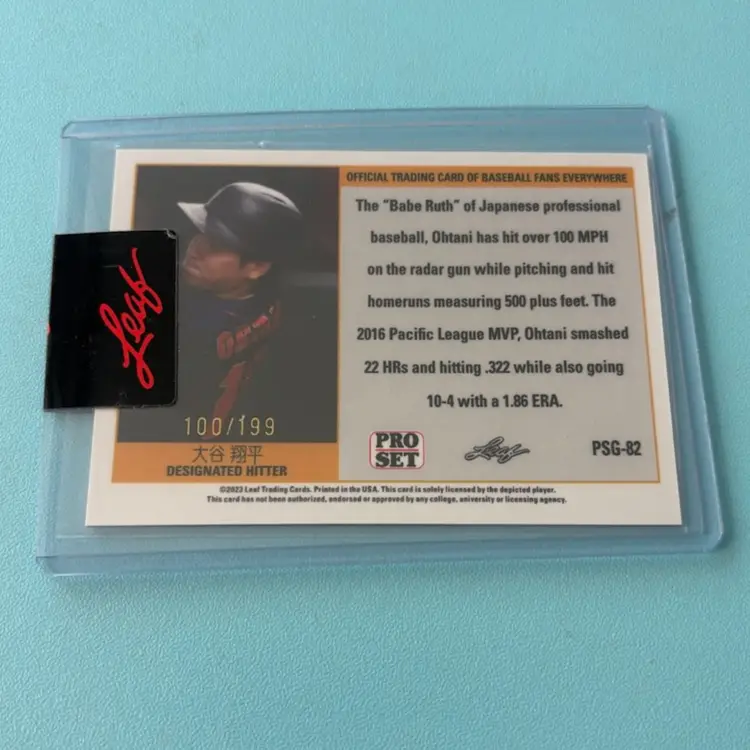 OFFICIAL TRADING CARD OF BASEBALL FANS EVERYWHERE
The "Babe Ruth" of Japanese professional
baseball, Ohtani has hit over 100 MPH
on the radar gun while pitching and hit
homeruns measuring 500 plus feet. The
2016 Pacific League MVP, Ohtani smashed
22 HRs and hitting .322 while also going
10-4 with a 1.86 ERA.
Leaf
100/199
大谷 翔平
DESIGNATED HITTER
PRO
SET
Leaf
PSG-82
©2023 Leaf Trading Cards. Printed in the USA. This card is solely licensed by the depicted player.
This card has not been authorized, endorsed or approved by any college, university or licensing agency.